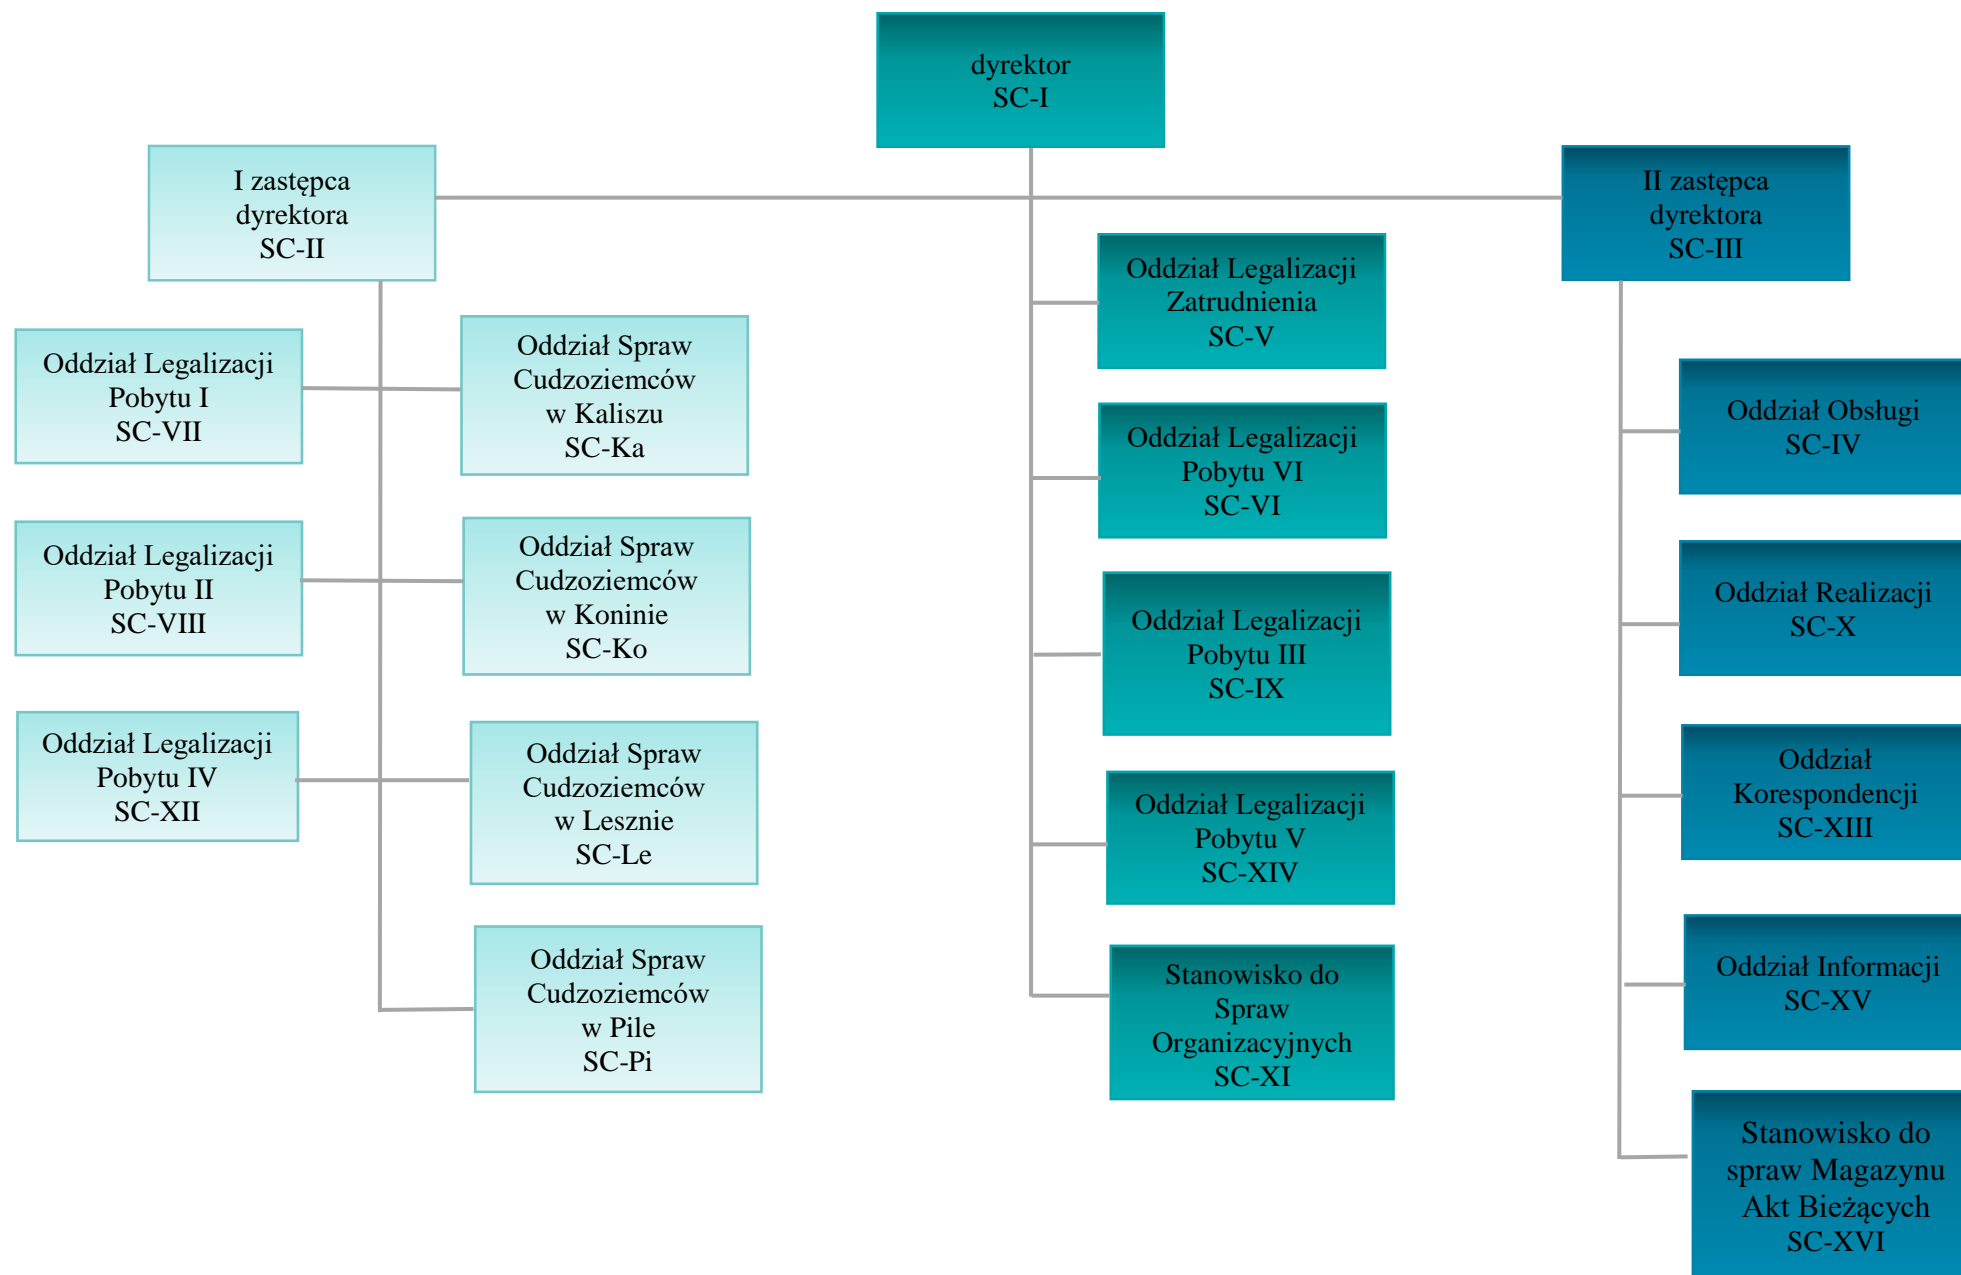 dyrektor
SC-I
I zastępca
dyrektora
SC-II
II zastępca
dyrektora
SC-III
Oddział Legalizacji
Pobytu I
SC-VII
Oddział Spraw
Cudzoziemców
w Kaliszu
SC-Ka
Oddział Legalizacji
Pobytu II
SC-VIII
Oddział Spraw
Cudzoziemców
w Koninie
SC-Ko
Oddział Legalizacji
Pobytu IV
SC-XII
Oddział Spraw
Cudzoziemców
w Lesznie
SC-Le
Oddział Spraw
Cudzoziemców
w Pile
SC-Pi
Oddział Legalizacji
Zatrudnienia
SC-V
Oddział Legalizacji
Pobytu VI
SC-VI
Oddział Legalizacji
Pobytu III
SC-IX
Oddział Legalizacji
Pobytu V
SC-XIV
Stanowisko do
Spraw
Organizacyjnych
SC-XI
Oddział Obsługi
SC-IV
Oddział Realizacji
SC-X
Oddział
Korespondencji
SC-XIII
Oddział Informacji
SC-XV
Stanowisko do
spraw Magazynu
Akt Bieżących
SC-XVI